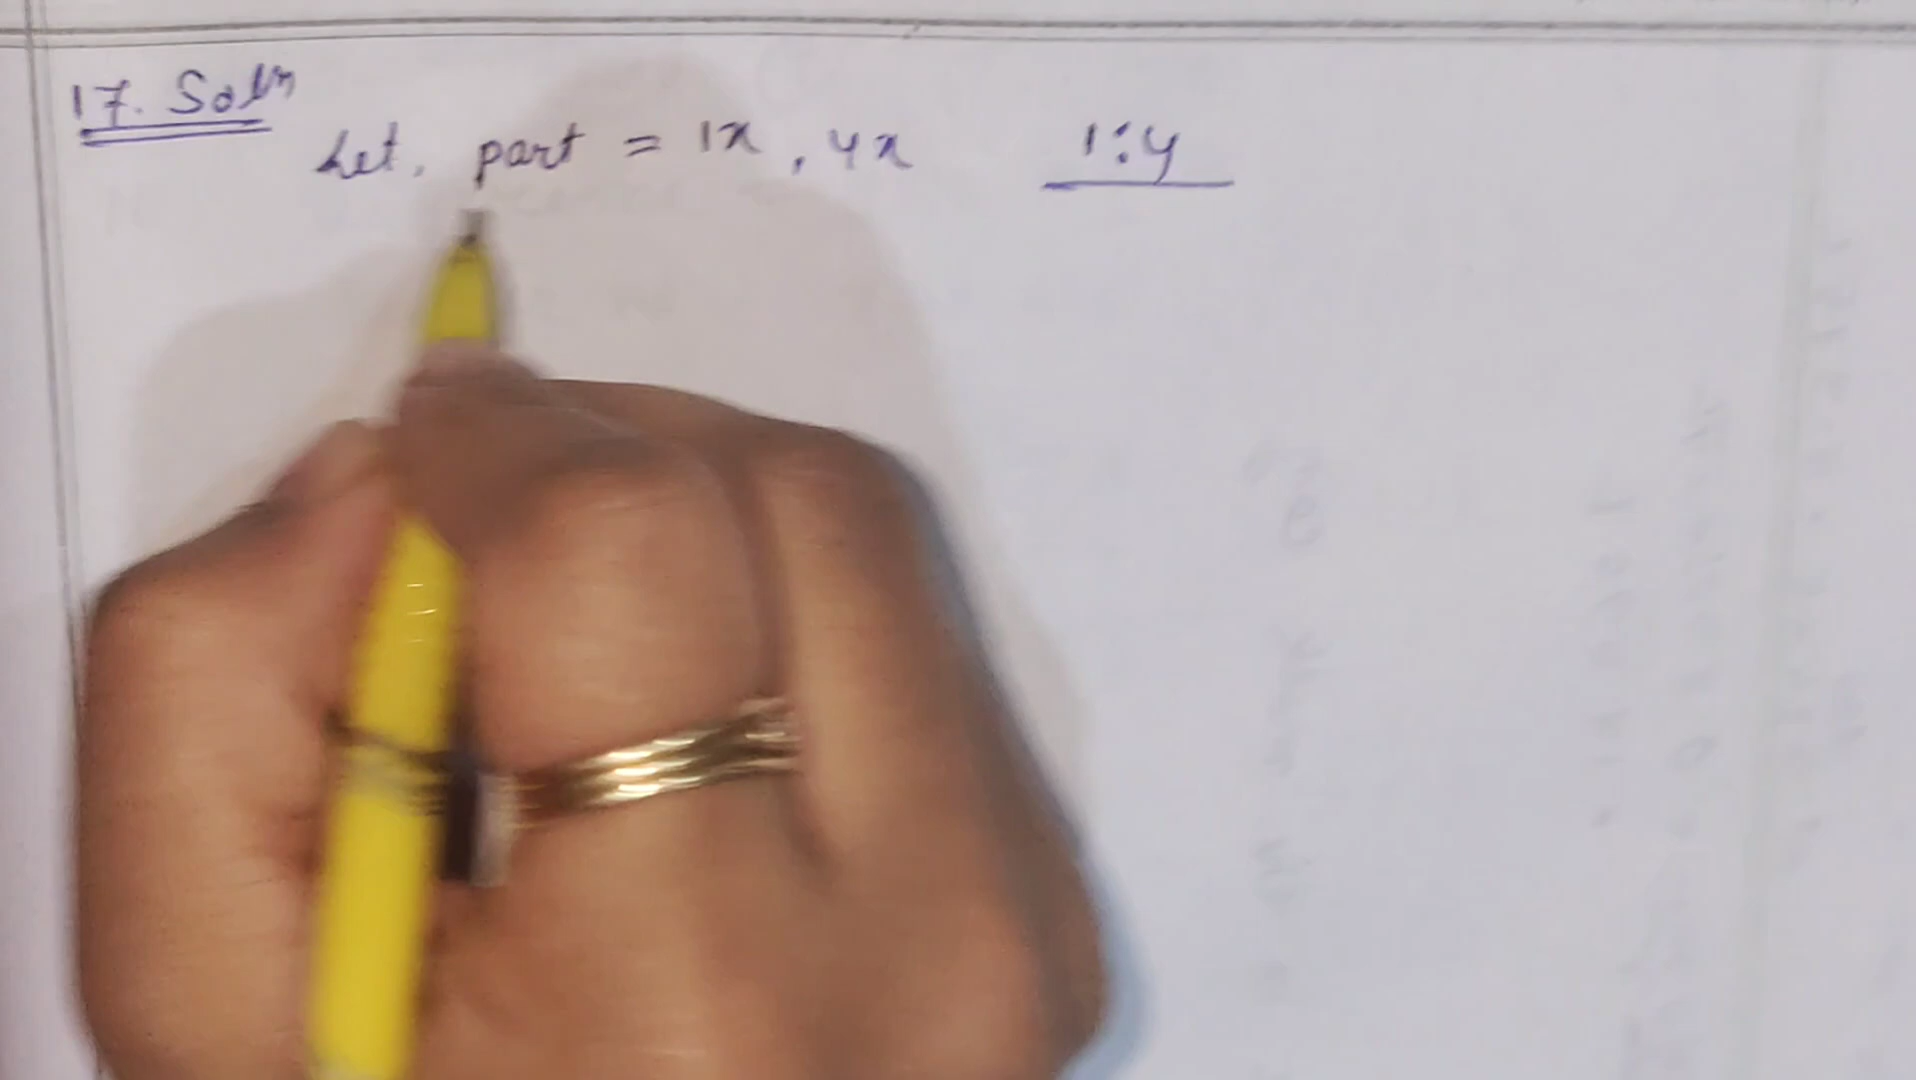 17. Soln
Let, part = 1x, 4x 1:4